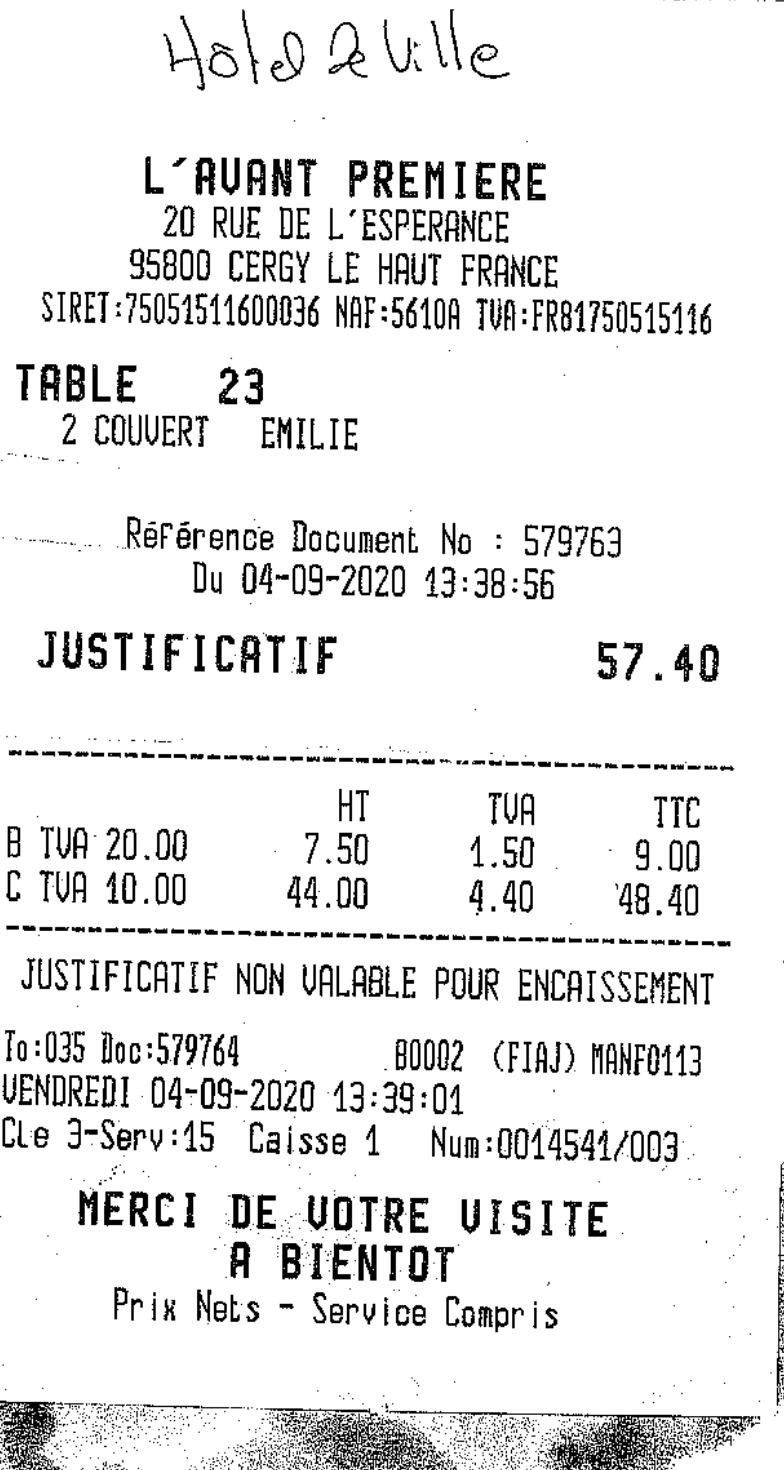 Hôtel de Ville
L'AVANT PREMIERE
20 RUE DE L'ESPERANCE
95800 CERGY LE HAUT FRANCE
SIRET:75051511600036 NAF:5610A TVA:FR81750515116
TABLE 23
2 COUVERT EMILIE
Référence Document No : 579763
Du 04-09-2020 13:38:56
JUSTIFICATIF 57.40
HT TVA TTC
B TVA 20.00 7.50 1.50 9.00
C TVA 10.00 44.00 4.40 48.40
JUSTIFICATIF NON VALABLE POUR ENCAISSEMENT
To:035 Doc:579764 B0002 (FIAJ) MANF0113
VENDREDI 04-09-2020 13:39:01
CLe 3-Serv:15 Caisse 1 Num:0014541/003
MERCI DE VOTRE VISITE
A BIENTOT
Prix Nets - Service Compris